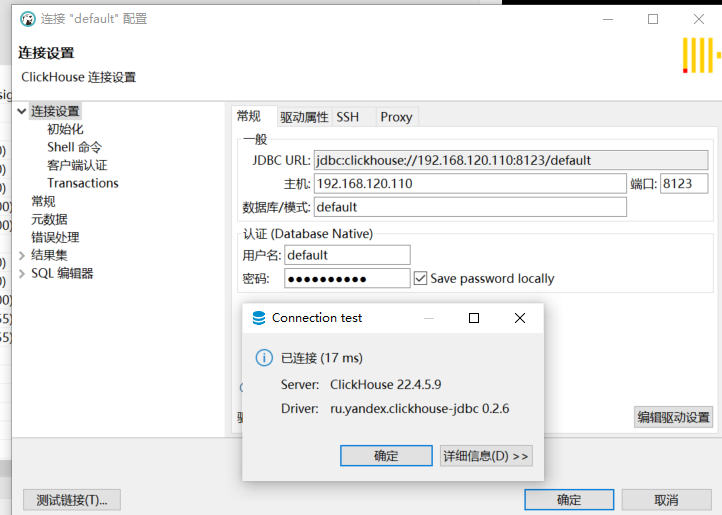 连接 "default" 配置
连接设置
ClickHouse 连接设置
连接设置
初始化
Shell 命令
客户端认证
Transactions
常规
元数据
错误处理
结果集
SQL 编辑器
常规 驱动属性 SSH Proxy
一般
JDBC URL: jdbc:clickhouse://192.168.120.110:8123/default
主机: 192.168.120.110 端口: 8123
数据库/模式: default
认证 (Database Native)
用户名: default
密码: ●●●●●●●●●● Save password locally
Connection test
已连接 (17 ms)
Server: ClickHouse 22.4.5.9
Driver: ru.yandex.clickhouse-jdbc 0.2.6
确定 详细信息(D) >>
编辑驱动设置
测试链接(T)... 确定 取消